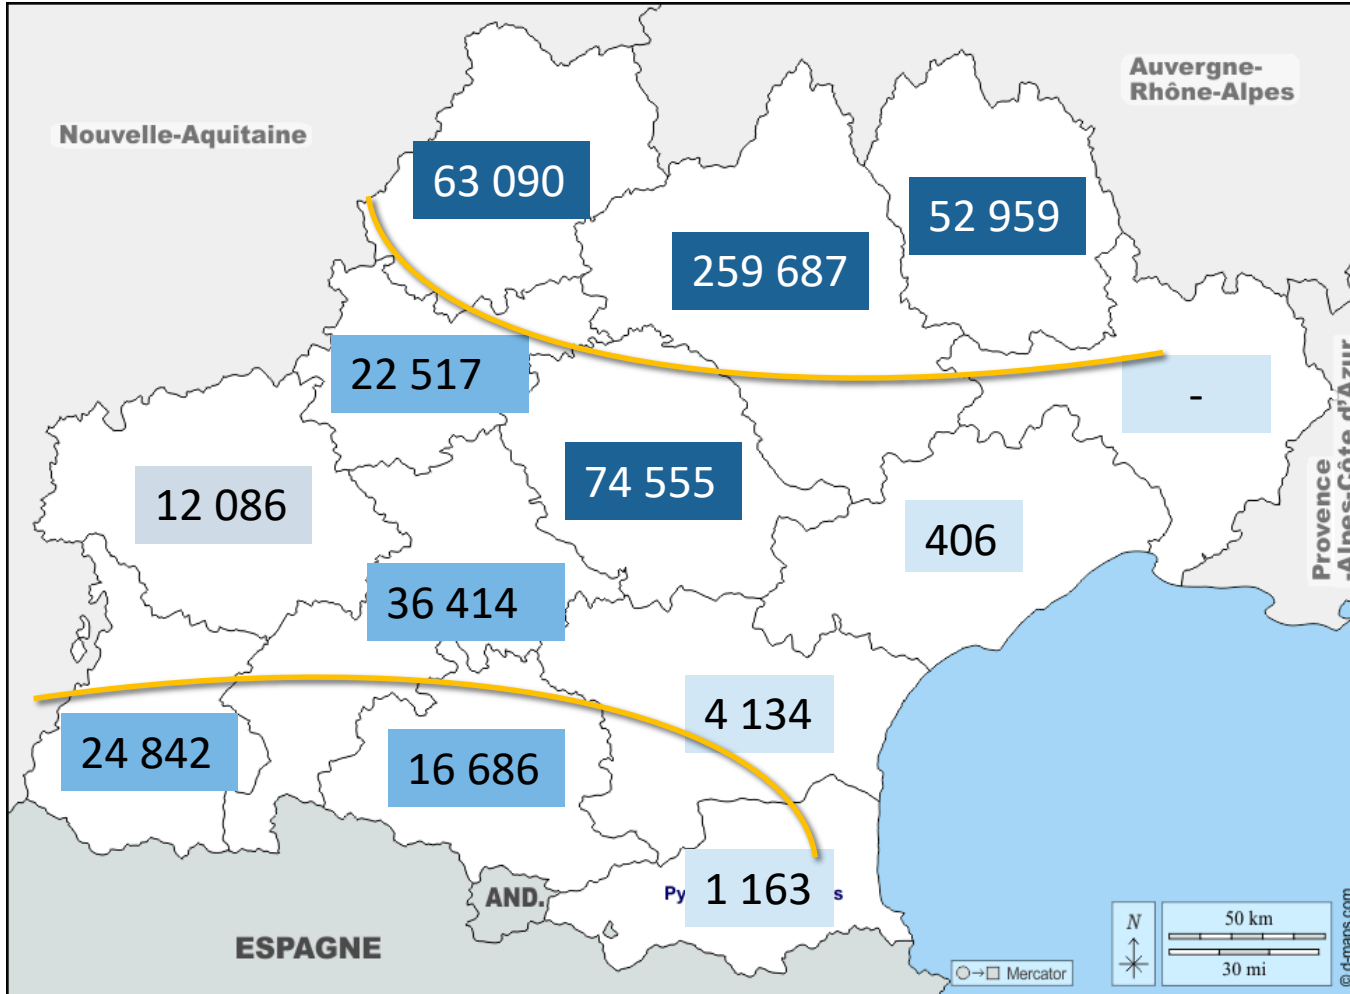 Auvergne-
Rhône-Alpes
Nouvelle-Aquitaine
63 090
52 959
259 687
22 517
-
Provence
-Alpes-Côte d'Azur
74 555
12 086
406
36 414
4 134
24 842
16 686
1 163
Py
s
AND.
ESPAGNE
N
50 km
30 mi
Mercator
© d-maps.com